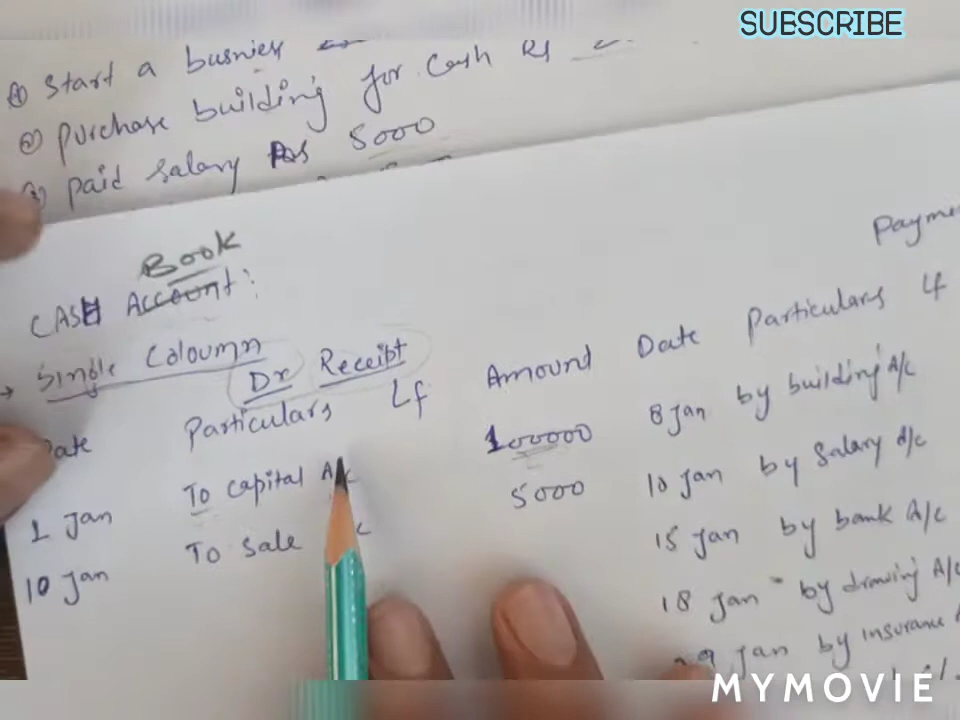 SUBSCRIBE
① Start a busniey
② purchase building for cash Rs
③ paid salary Rs 5000
Book
CASH Account:
→ Single Coloumn
Dr Receipt
Date Particulars Lf Amound
1 Jan To capital A/c 100000
10 Jan To sale 5000
Date Particulars Lf
8 Jan by building A/c
10 Jan by Salary A/c
15 Jan by bank A/c
18 Jan by drawing A/c
Jan by insurance
MYMOVIE